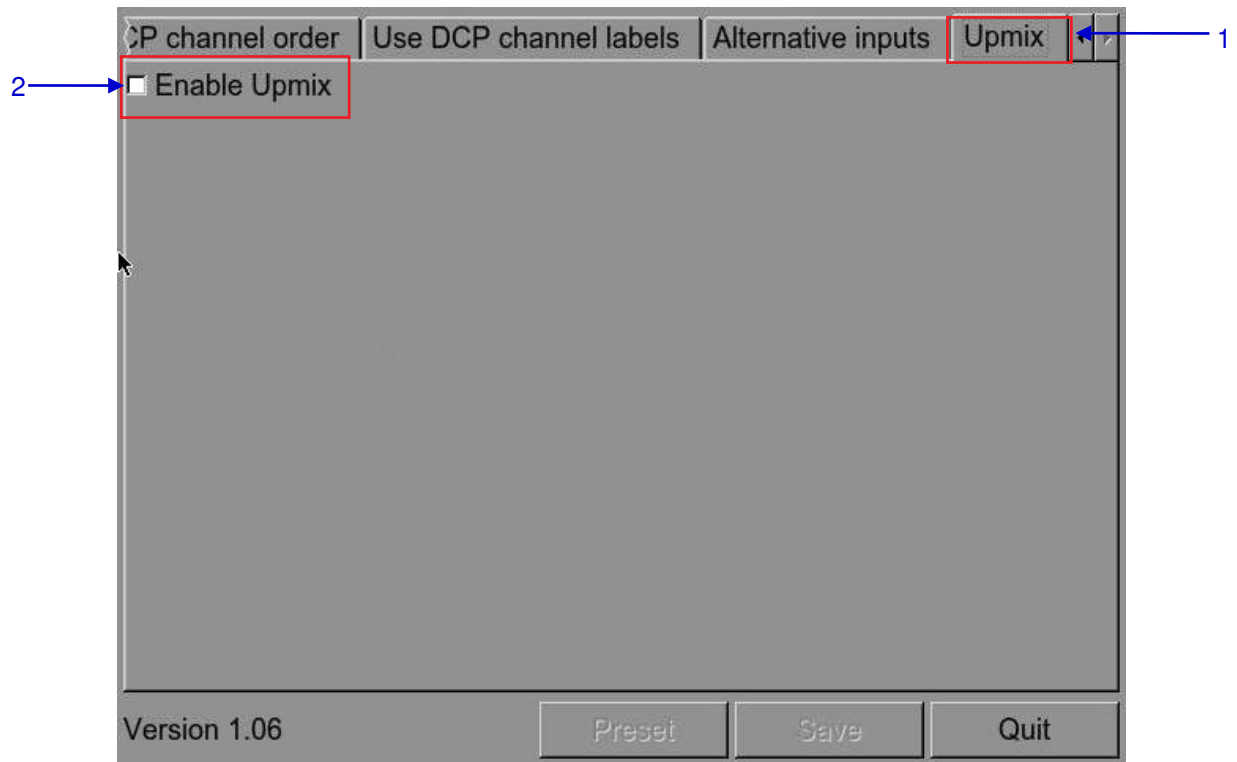 CP channel order Use DCP channel labels Alternative inputs Upmix 1
2 Enable Upmix
Version 1.06 Preset Save Quit